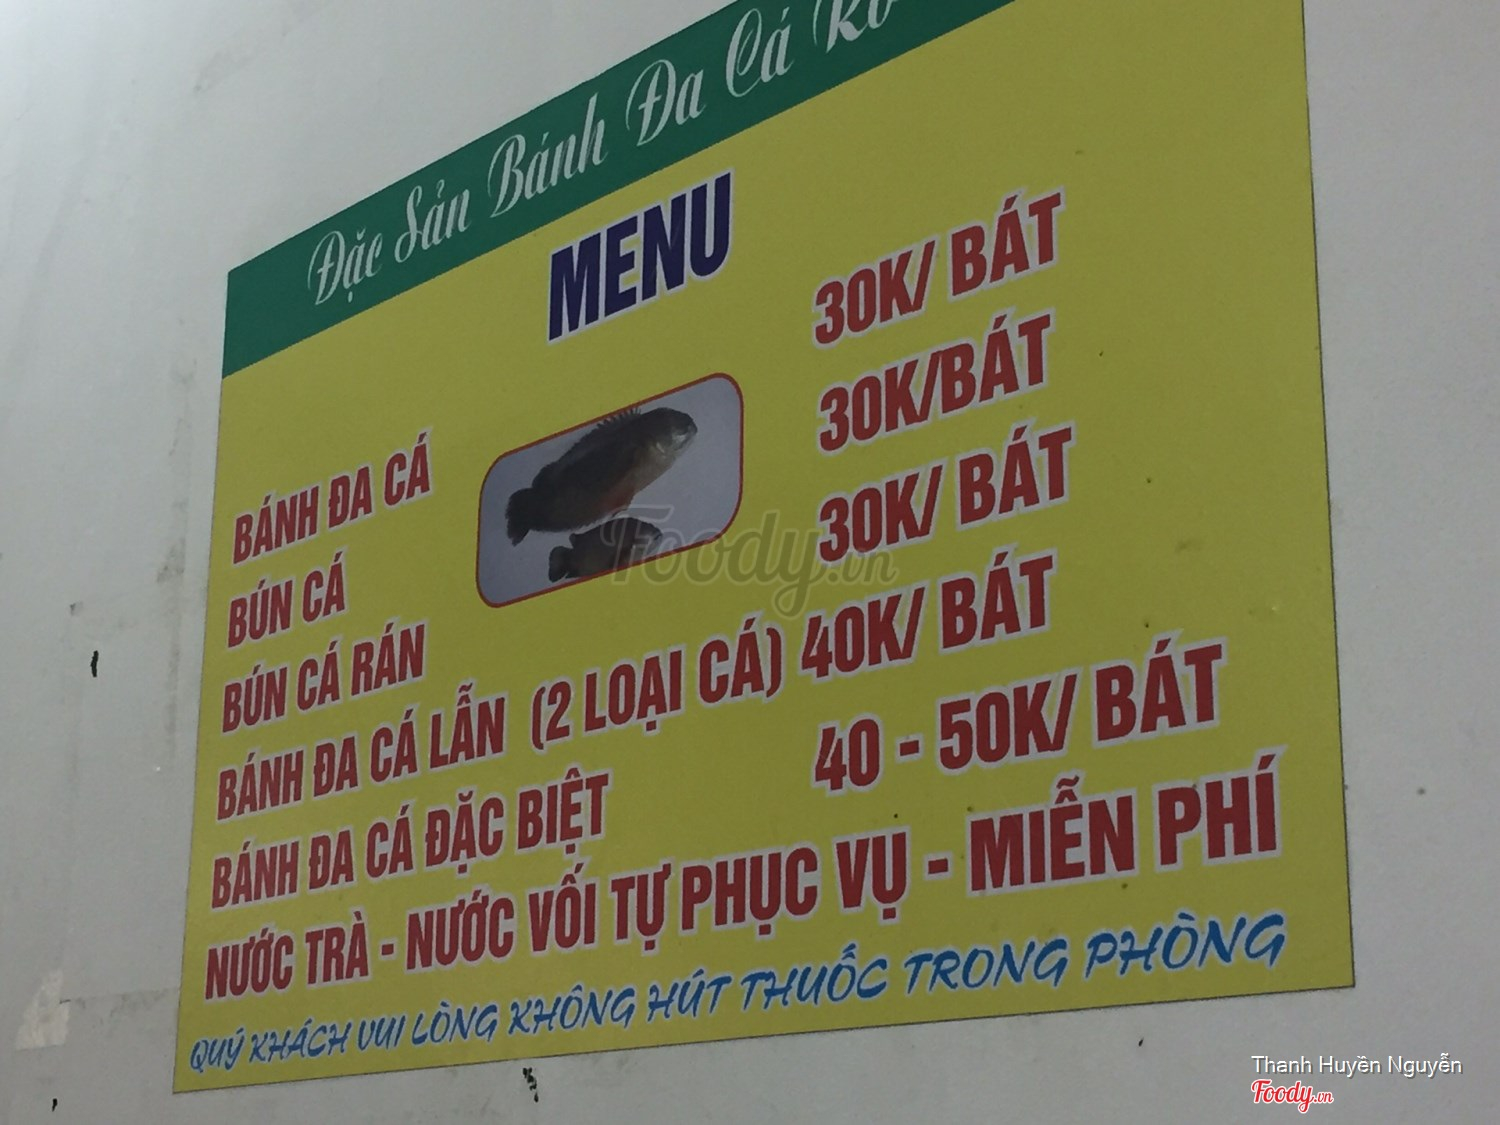 Đặc Sản Bánh Đa Cá
MENU
BÁNH ĐA CÁ 30K/ BÁT
BÚN CÁ 30K/BÁT
BÚN CÁ RÁN 30K/ BÁT
BÁNH ĐA CÁ LẪN (2 LOẠI CÁ) 40K/ BÁT
BÁNH ĐA CÁ ĐẶC BIỆT 40 - 50K/ BÁT
NƯỚC TRÀ - NƯỚC VỐI TỰ PHỤC VỤ - MIỄN PHÍ
QUÝ KHÁCH VUI LÒNG KHÔNG HÚT THUỐC TRONG PHÒNG
Foody.vn
Thanh Huyền Nguyễn
Foody.vn